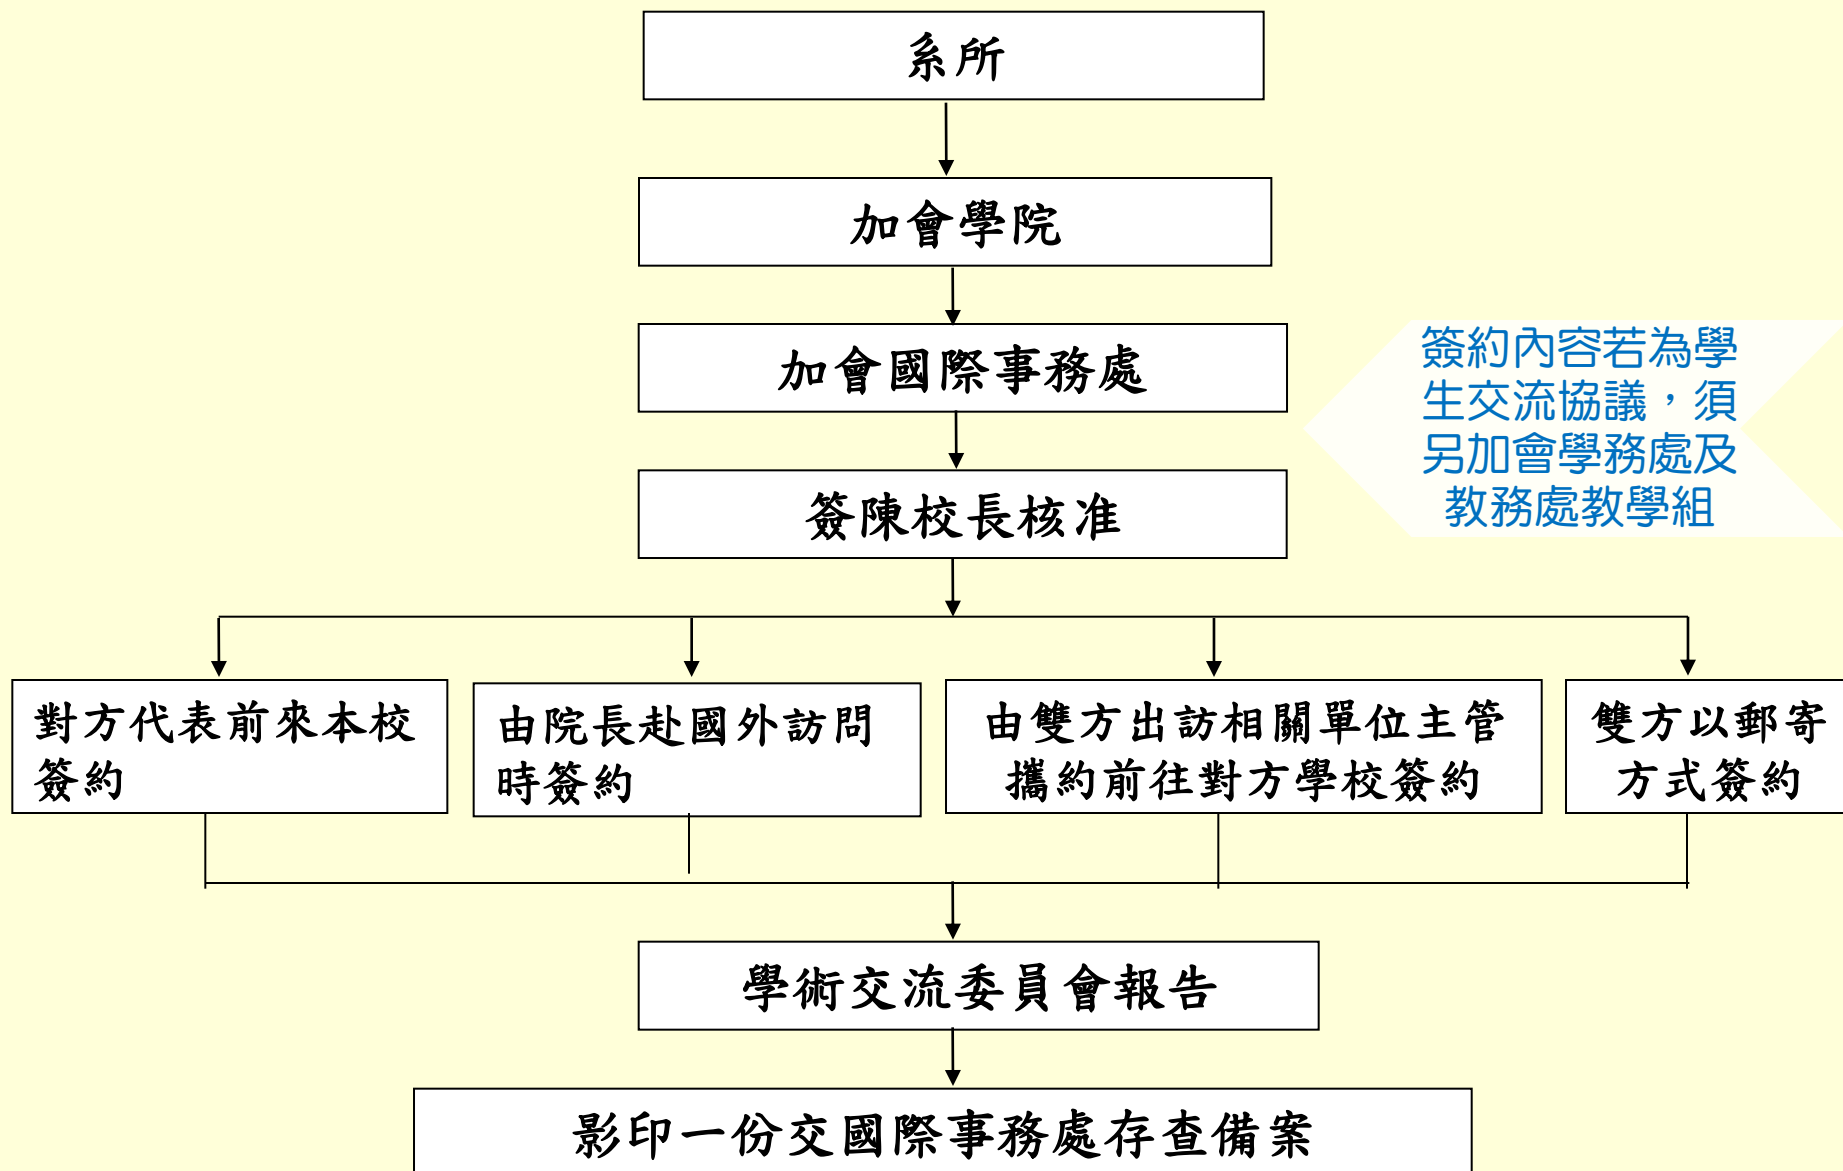 系所
加會學院
加會國際事務處
簽約內容若為學
生交流協議，須
另加會學務處及
教務處教學組
簽陳校長核准
對方代表前來本校
簽約
由院長赴國外訪問
時簽約
由雙方出訪相關單位主管
攜約前往對方學校簽約
雙方以郵寄
方式簽約
學術交流委員會報告
影印一份交國際事務處存查備案